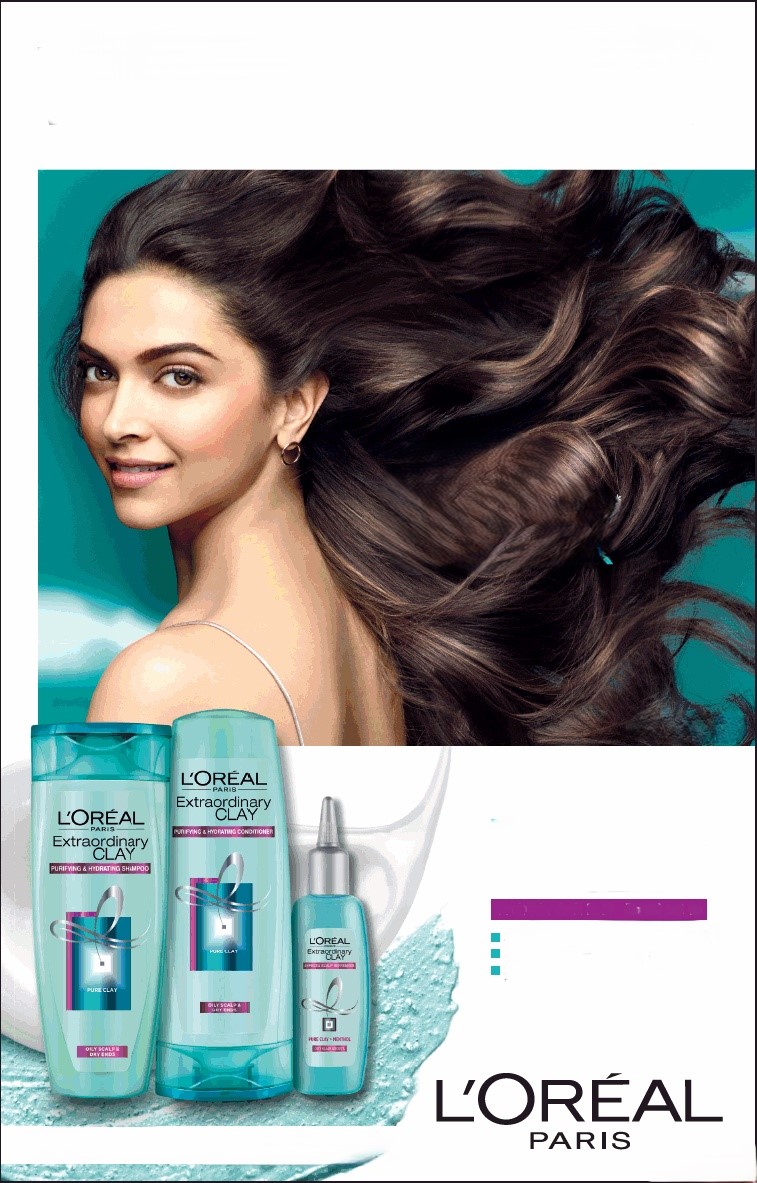 L'ORÉAL
PARIS
Extraordinary
CLAY
PURIFYING & HYDRATING SHAMPOO
PURE CLAY
OILY SCALP &
DRY ENDS
L'ORÉAL
PARIS
Extraordinary
CLAY
PURIFYING & HYDRATING CONDITIONER
PURE CLAY
OILY SCALP &
DRY ENDS
L'ORÉAL
PARIS
Extraordinary
CLAY
PURE CLAY + MENTHOL
L'ORÉAL
PARIS